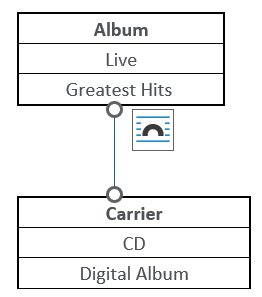 Album
Live
Greatest Hits
Carrier
CD
Digital Album